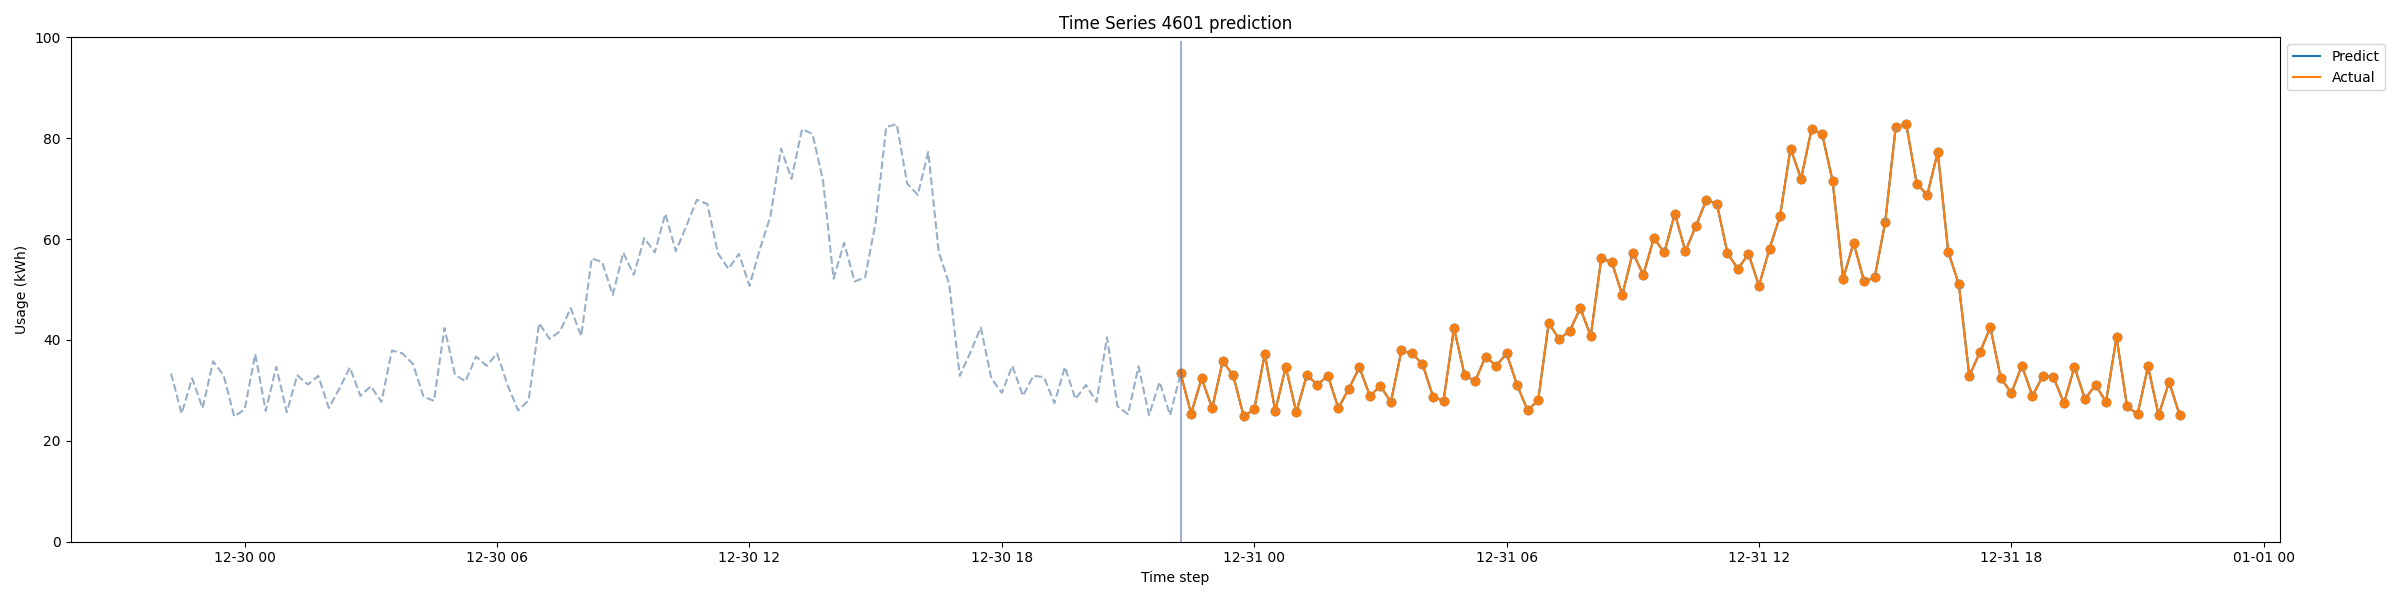 Time Series 4601 prediction
100
80
60
40
20
0
Usage (kWh)
12-30 00 12-30 06 12-30 12 12-30 18 12-31 00 12-31 06 12-31 12 12-31 18 01-01 00
Time step
Predict
Actual